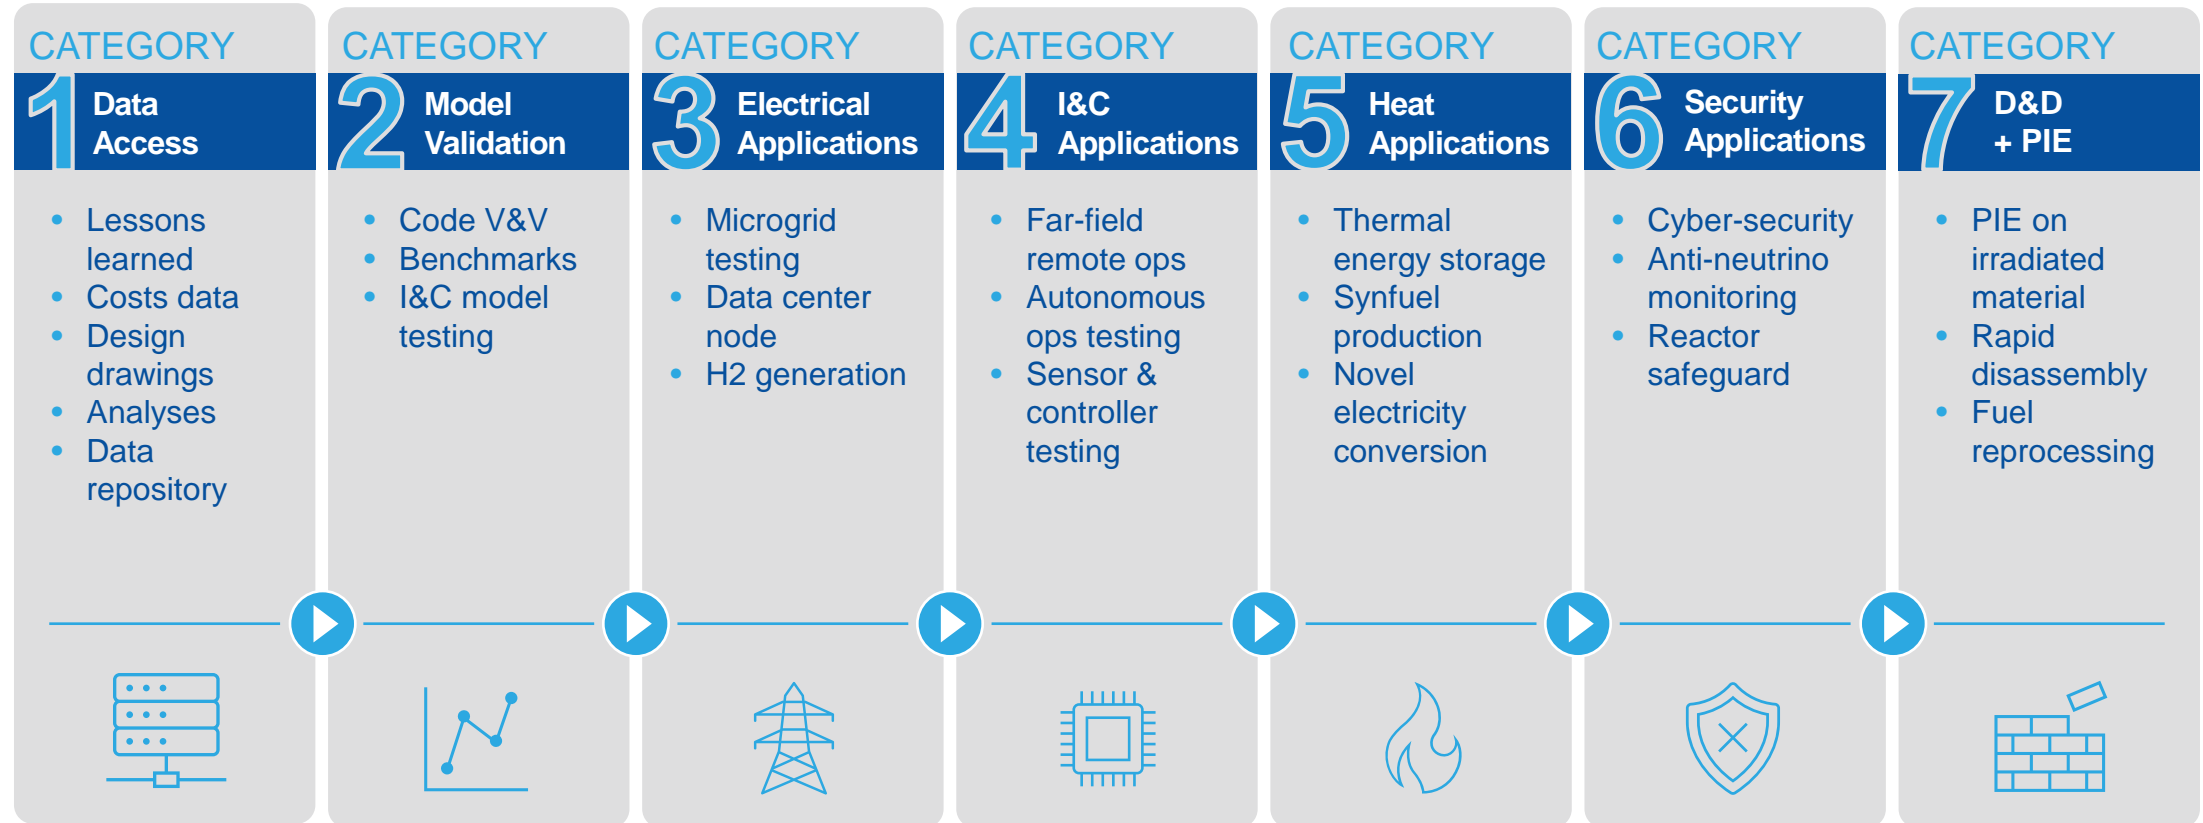 CATEGORY
1 Data
Access
• Lessons
learned
• Costs data
• Design
drawings
• Analyses
• Data
repository
CATEGORY
2 Model
Validation
• Code V&V
• Benchmarks
• I&C model
testing
CATEGORY
3 Electrical
Applications
• Microgrid
testing
• Data center
node
• H2 generation
CATEGORY
4 I&C
Applications
• Far-field
remote ops
• Autonomous
ops testing
• Sensor &
controller
testing
CATEGORY
5 Heat
Applications
• Thermal
energy storage
• Synfuel
production
• Novel
electricity
conversion
CATEGORY
6 Security
Applications
• Cyber-security
• Anti-neutrino
monitoring
• Reactor
safeguard
CATEGORY
7 D&D
+ PIE
• PIE on
irradiated
material
• Rapid
disassembly
• Fuel
reprocessing